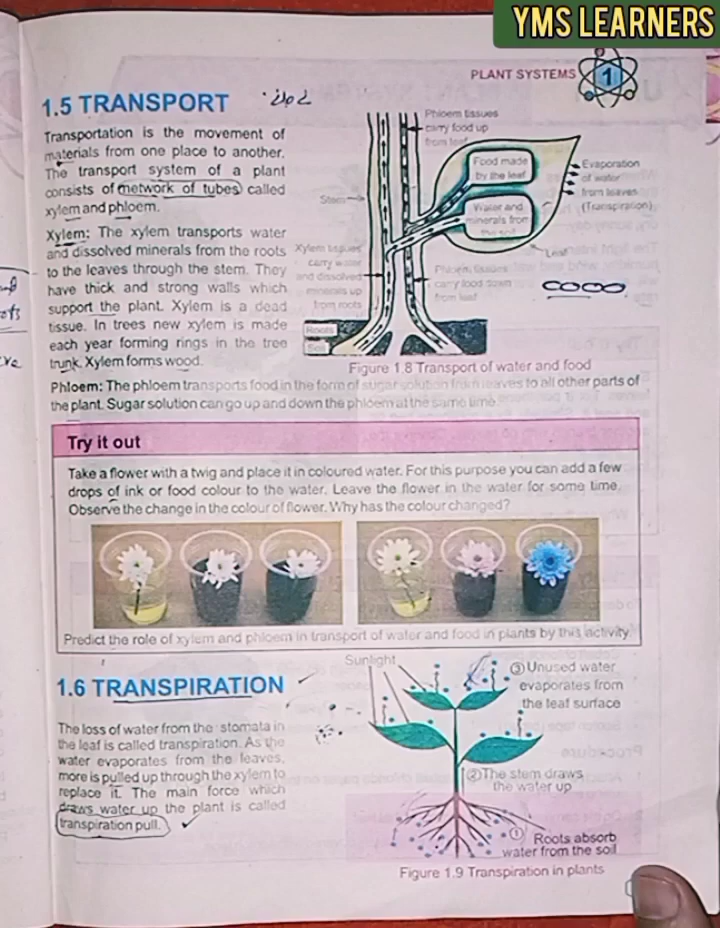 YMS LEARNERS
PLANT SYSTEMS 1
1.5 TRANSPORT
Transportation is the movement of
materials from one place to another.
The transport system of a plant
consists of network of tubes called
xylem and phloem.
Xylem: The xylem transports water
and dissolved minerals from the roots
to the leaves through the stem. They
have thick and strong walls which
support the plant. Xylem is a dead
tissue. In trees new xylem is made
each year forming rings in the tree
trunk. Xylem forms wood.
Phloem tissues
carry food up
from leaf
Food made
by the leaf
Evaporation
of water
from leaves
(Transpiration)
Water and
minerals from
the soil
Stem
Leaf
Xylem tissues
carry water
and dissolved
minerals up
from roots
Phloem tissues
carry food down
from leaf
Roots
Soil
Figure 1.8 Transport of water and food
Phloem: The phloem transports food in the form of sugar solution from leaves to all other parts of
the plant. Sugar solution can go up and down the phloem at the same time.
Try it out
Take a flower with a twig and place it in coloured water. For this purpose you can add a few
drops of ink or food colour to the water. Leave the flower in the water for some time.
Observe the change in the colour of flower. Why has the colour changed?
Predict the role of xylem and phloem in transport of water and food in plants by this activity.
1.6 TRANSPIRATION
The loss of water from the stomata in
the leaf is called transpiration. As the
water evaporates from the leaves,
more is pulled up through the xylem to
replace it. The main force which
draws water up the plant is called
transpiration pull.
Sunlight
③ Unused water
evaporates from
the leaf surface
② The stem draws
the water up
① Roots absorb
water from the soil
Figure 1.9 Transpiration in plants